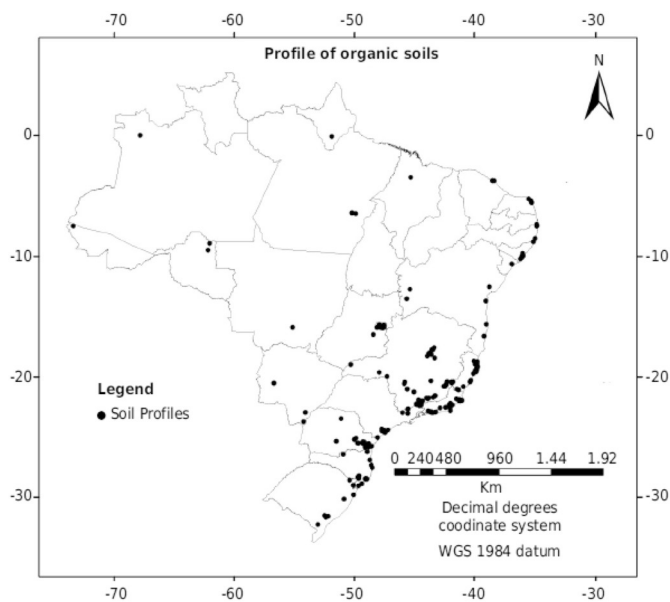 -70 -60 -50 -40 -30
Profile of organic soils
N
0 0
-10 -10
-20 -20
Legend
Soil Profiles
0 240 480 960 1.44 1.92
Km
Decimal degrees
coodinate system
WGS 1984 datum
-30 -30
-70 -60 -50 -40 -30